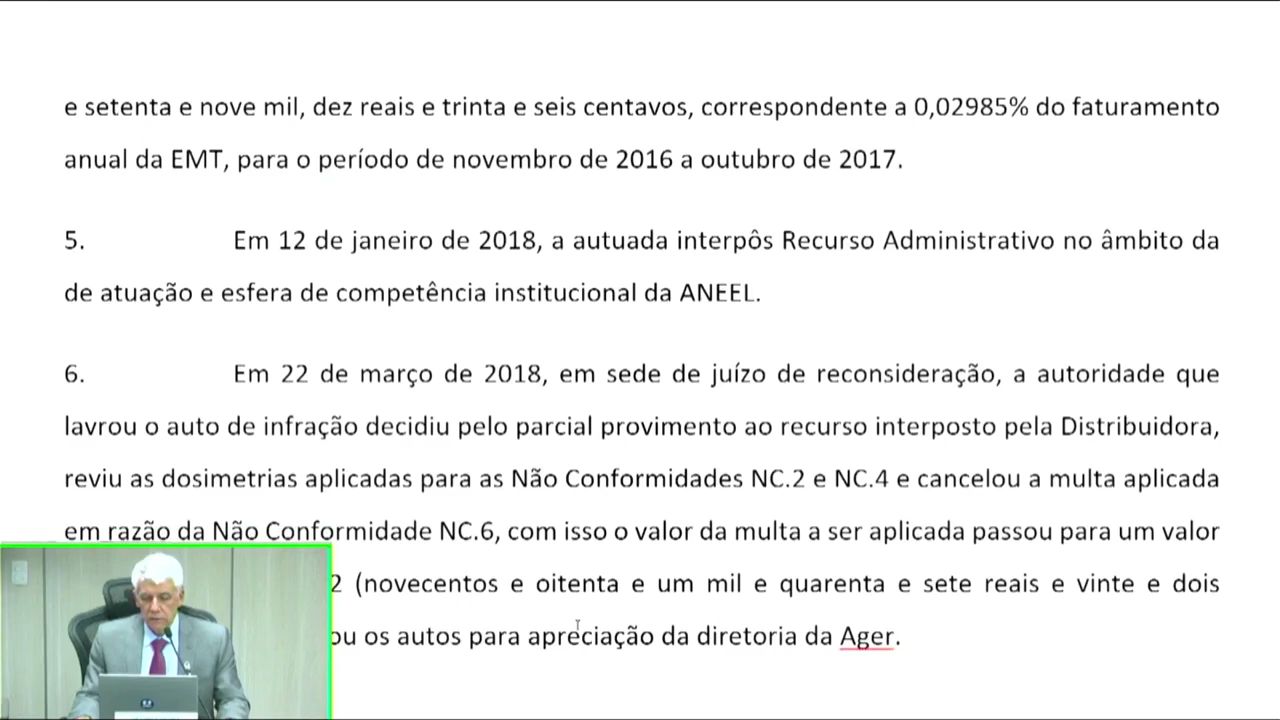 e setenta e nove mil, dez reais e trinta e seis centavos, correspondente a 0,02985% do faturamento
anual da EMT, para o período de novembro de 2016 a outubro de 2017.
5. Em 12 de janeiro de 2018, a autuada interpôs Recurso Administrativo no âmbito da
de atuação e esfera de competência institucional da ANEEL.
6. Em 22 de março de 2018, em sede de juízo de reconsideração, a autoridade que
lavrou o auto de infração decidiu pelo parcial provimento ao recurso interposto pela Distribuidora,
reviu as dosimetrias aplicadas para as Não Conformidades NC.2 e NC.4 e cancelou a multa aplicada
em razão da Não Conformidade NC.6, com isso o valor da multa a ser aplicada passou para um valor
2 (novecentos e oitenta e um mil e quarenta e sete reais e vinte e dois
ou os autos para apreciação da diretoria da Ager.